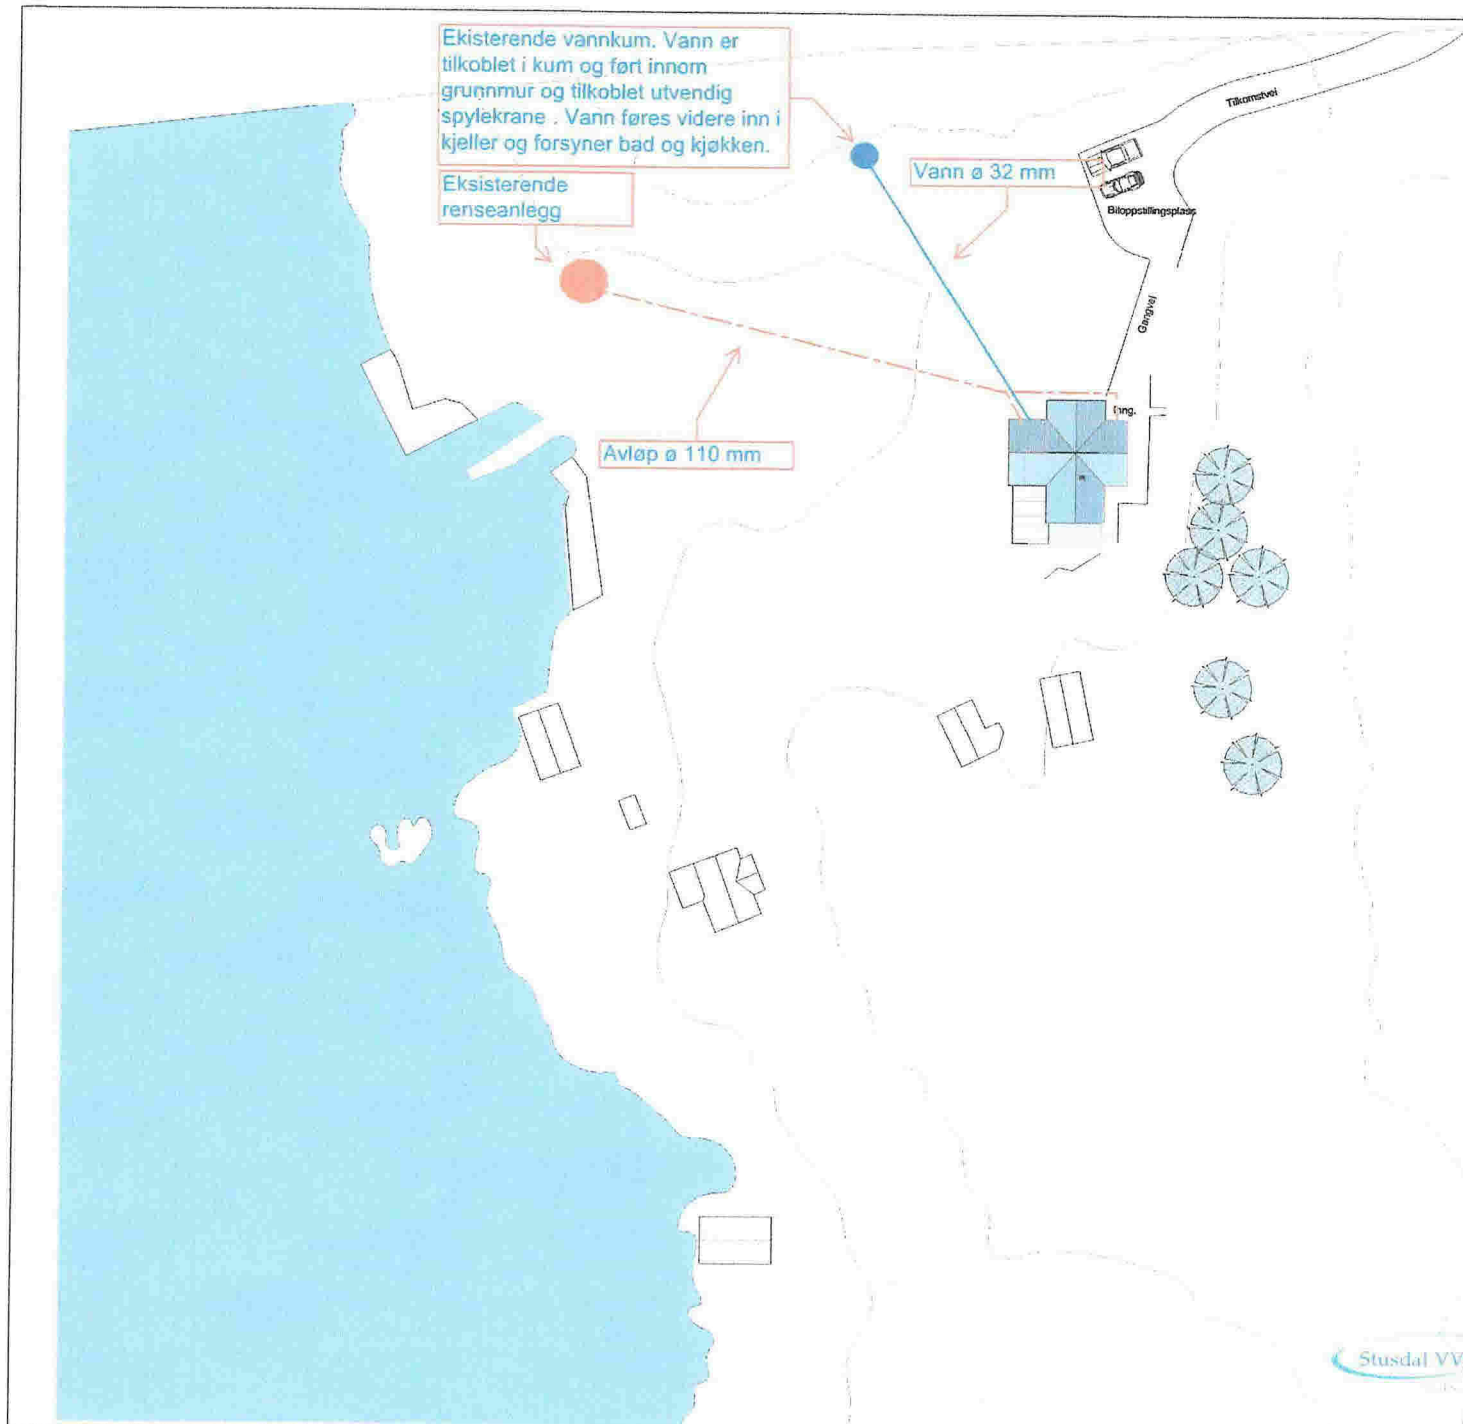 Ekisterende vannkum. Vann er
tilkoblet i kum og ført innom
grunnmur og tilkoblet utvendig
spylekrane . Vann føres videre inn i
kjeller og forsyner bad og kjøkken.
Eksisterende
renseanlegg
Vann ø 32 mm
Tilkomstvei
Biloppstillingsplass
Gangvei
Inng.
Avløp ø 110 mm
Stusdal VV